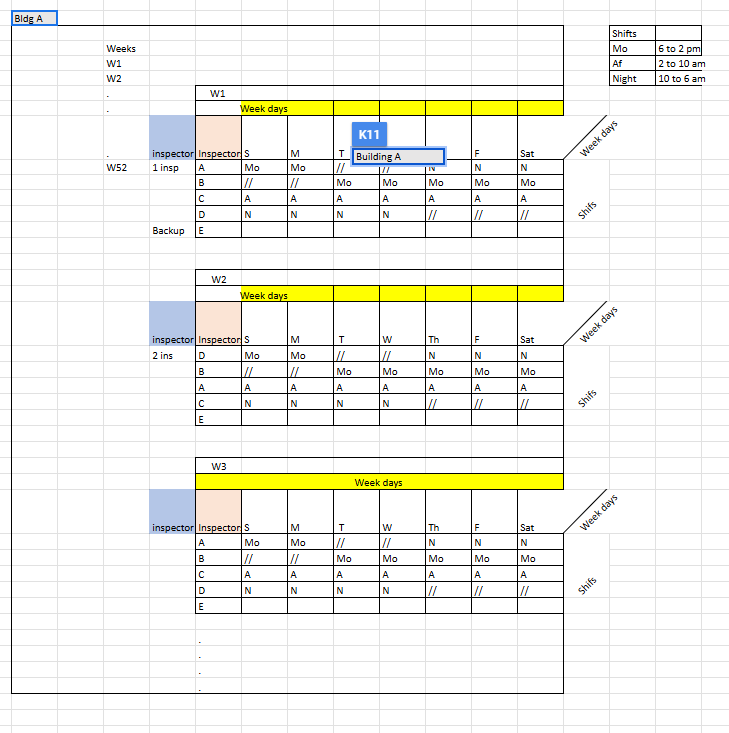 Bldg A
Shifts
Weeks Mo 6 to 2 pm
W1 Af 2 to 10 am
W2 Night 10 to 6 am
. W1
. Week days
K11
Week days
. inspector Inspector S M T Building A F Sat
W52 1 insp A Mo Mo // // N N N
B // // Mo Mo Mo Mo Mo
C A A A A A A A
Shifs
D N N N N // // //
Backup E
W2
Week days
Week days
inspector Inspector S M T W Th F Sat
2 ins D Mo Mo // // N N N
B // // Mo Mo Mo Mo Mo
A A A A A A A A
Shifs
C N N N N // // //
E
W3
Week days
Week days
inspector Inspector S M T W Th F Sat
A Mo Mo // // N N N
B // // Mo Mo Mo Mo Mo
C A A A A A A A
Shifs
D N N N N // // //
E
.
.
.
.